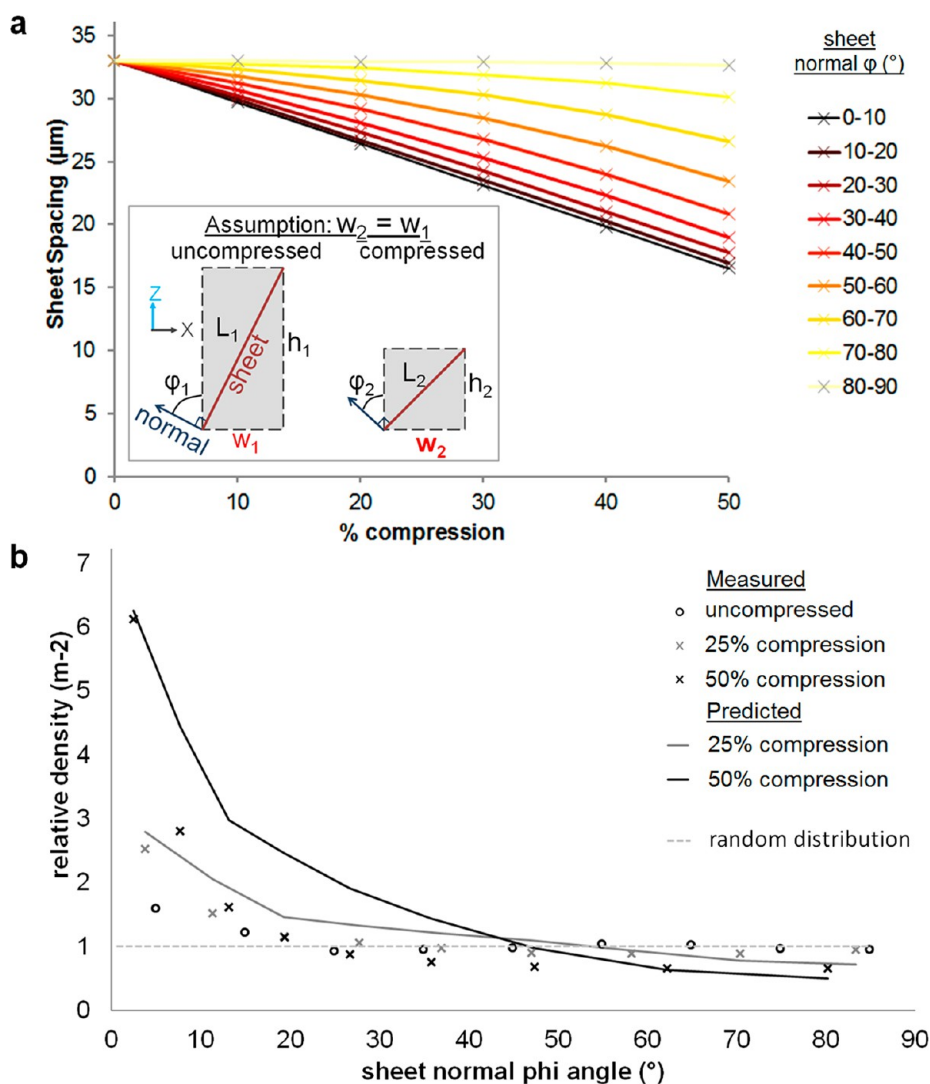 a
Sheet Spacing (µm)
35
30
25
20
15
10
5
0
0 10 20 30 40 50
% compression
sheet
normal φ (°)
0-10
10-20
20-30
30-40
40-50
50-60
60-70
70-80
80-90
Assumption: w₂ = w₁
uncompressed compressed
Z
X
L₁
sheet
h₁
φ₁
normal
w₁
L₂
h₂
φ₂
w₂
b
relative density (m-2)
7
6
5
4
3
2
1
0
0 10 20 30 40 50 60 70 80 90
sheet normal phi angle (°)
Measured
uncompressed
25% compression
50% compression
Predicted
25% compression
50% compression
random distribution